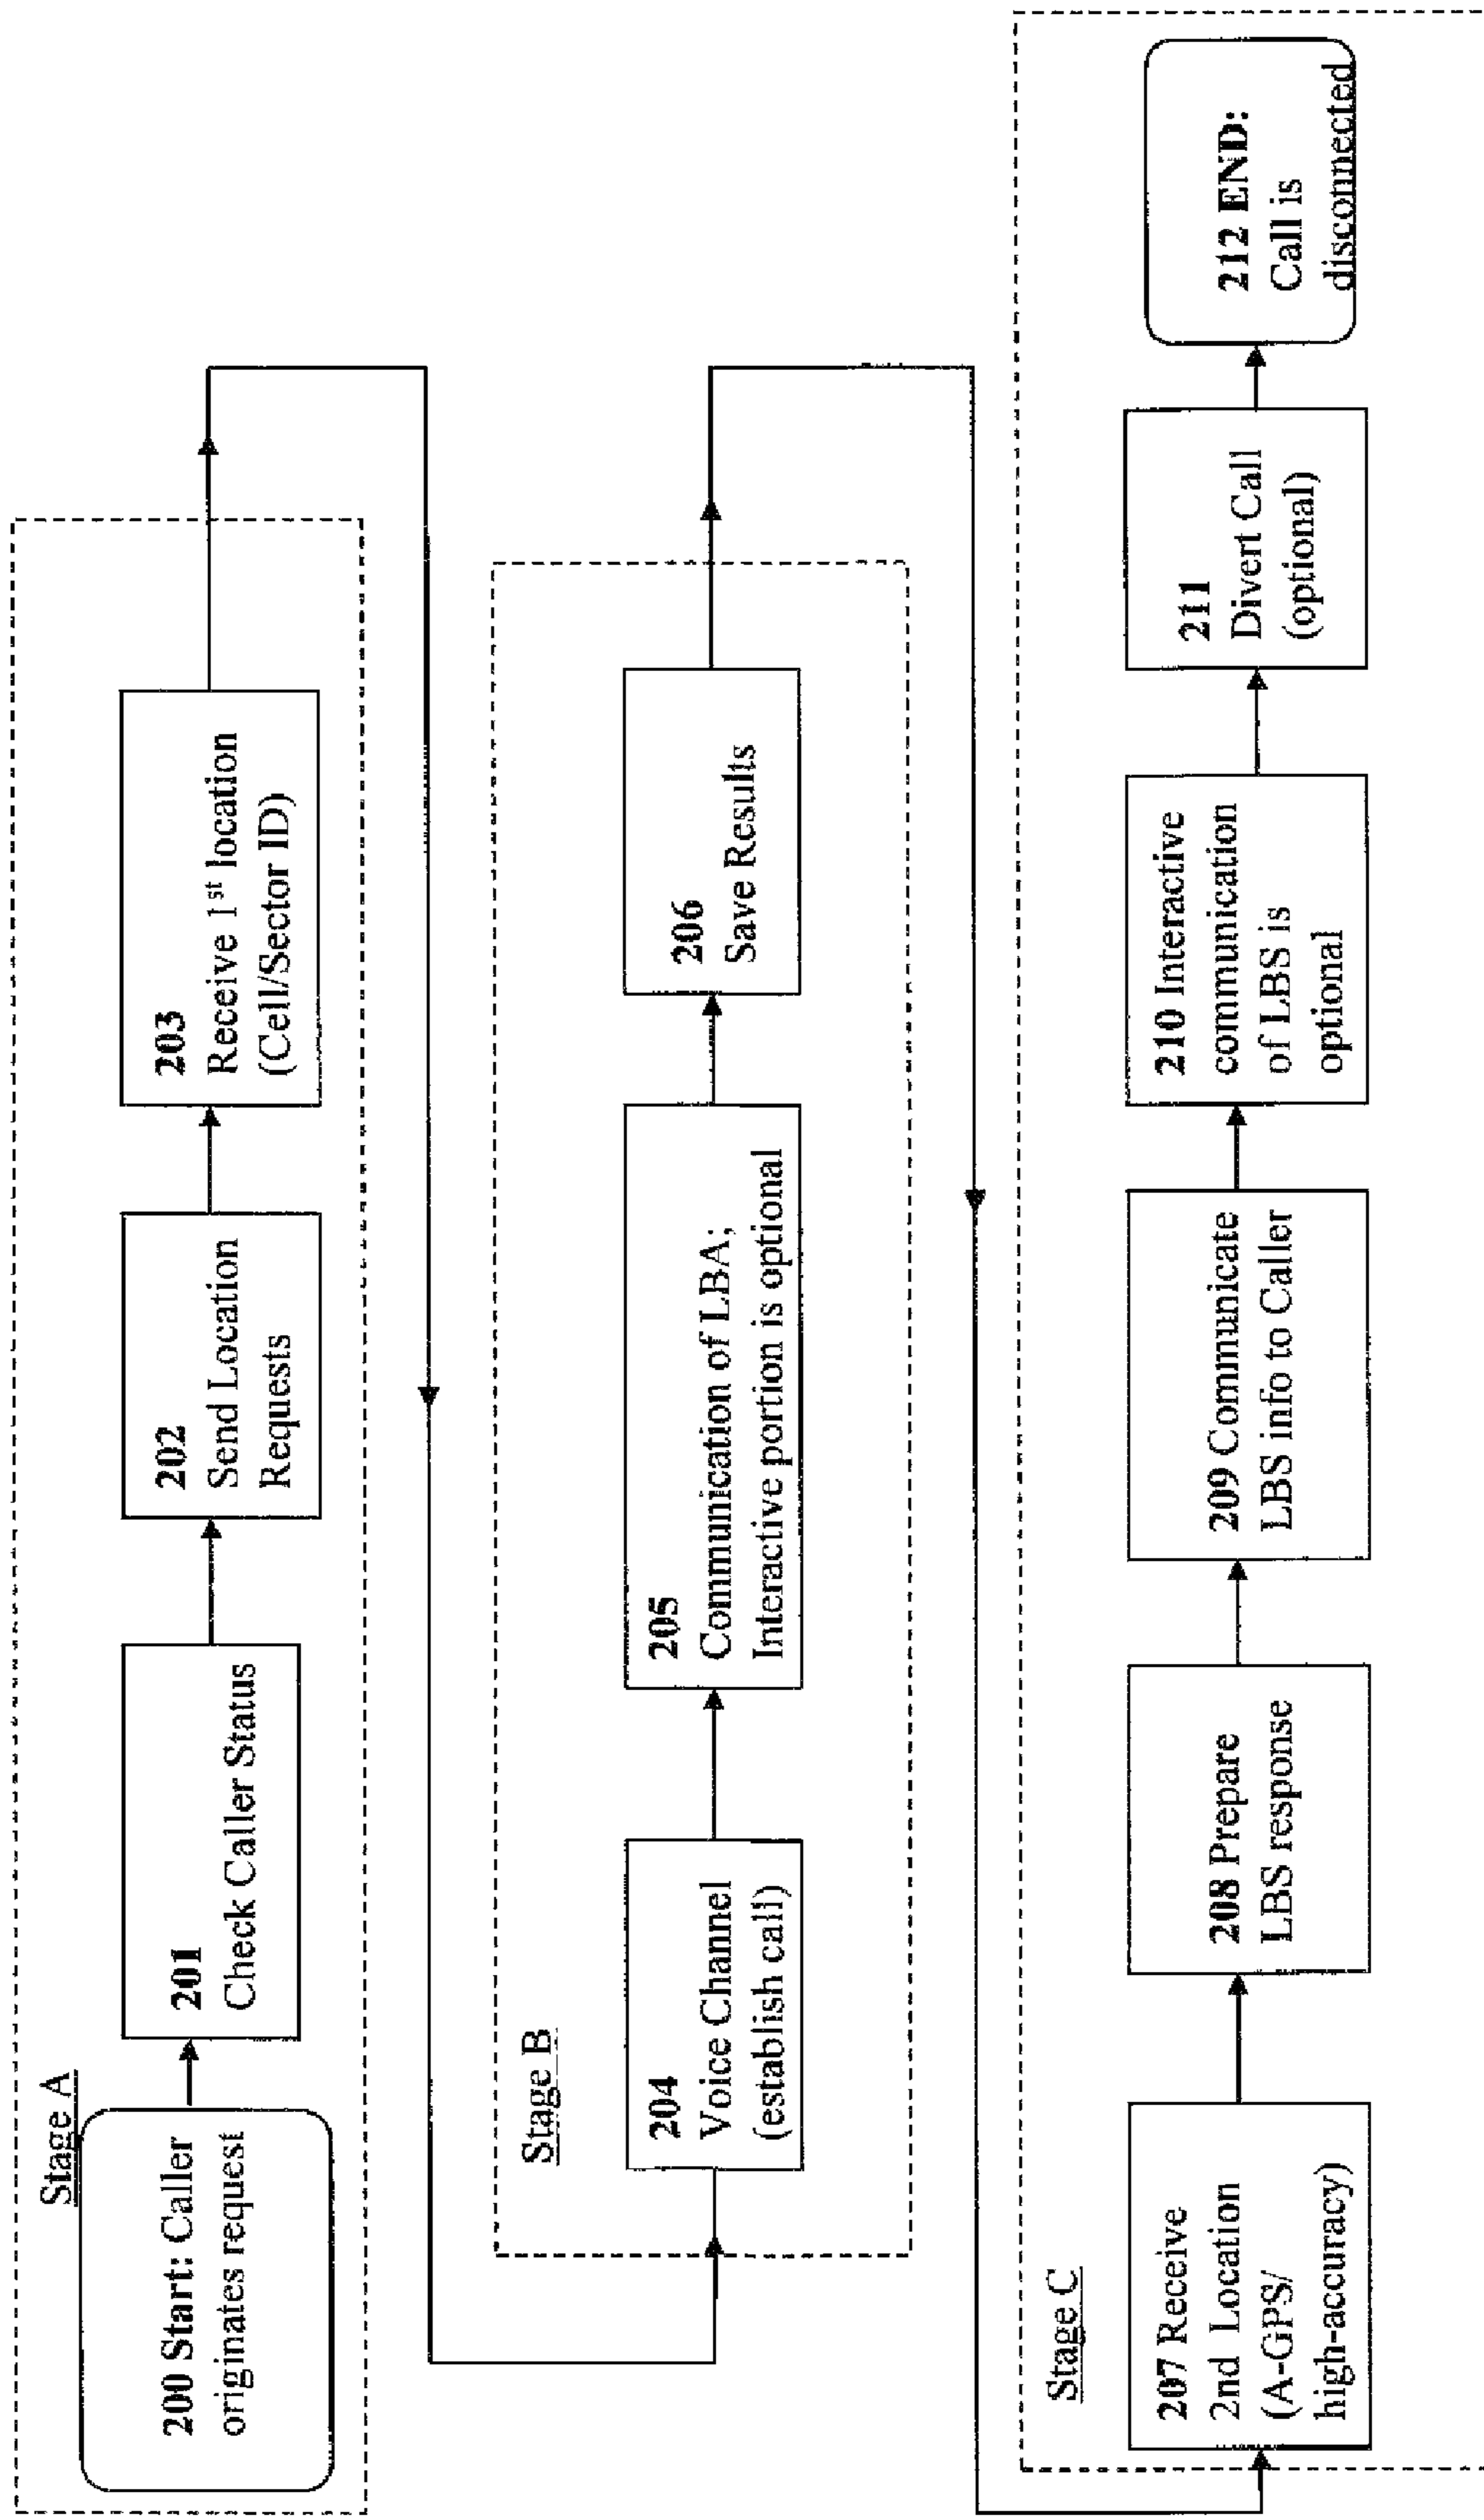 Stage A
200 Start: Caller
originates request
201
Check Caller Status
202
Send Location
Requests
203
Receive 1st location
(Cell/Sector ID)
Stage B
204
Voice Channel
(establish call)
205
Communication of LBA;
Interactive portion is optional
206
Save Results
Stage C
207 Receive
2nd Location
(A-GPS/
high-accuracy)
208 Prepare
LBS response
209 Communicate
LBS info to Caller
210 Interactive
communication
of LBS is
optional
211
Divert Call
(optional)
212 END:
Call is
disconnected